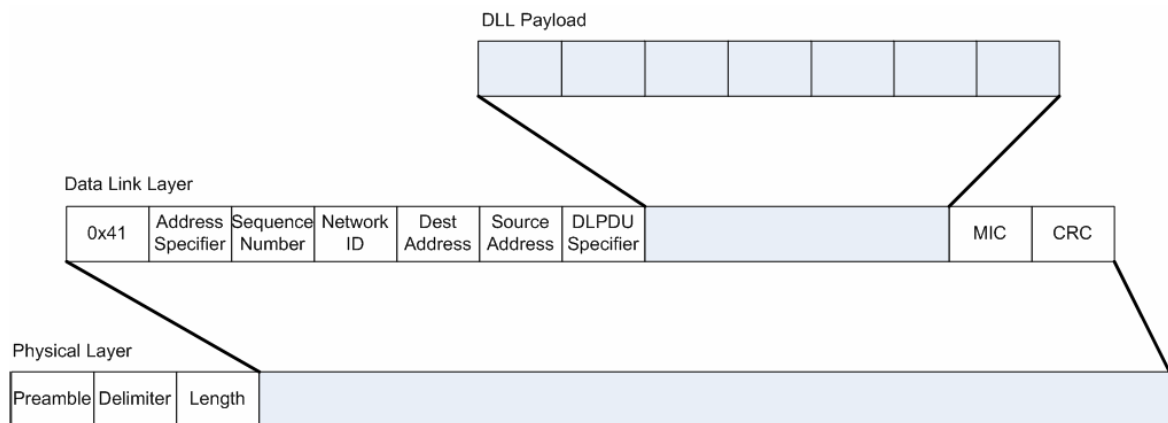 DLL Payload
Data Link Layer
0x41
Address
Specifier
Sequence
Number
Network
ID
Dest
Address
Source
Address
DLPDU
Specifier
MIC
CRC
Physical Layer
Preamble
Delimiter
Length